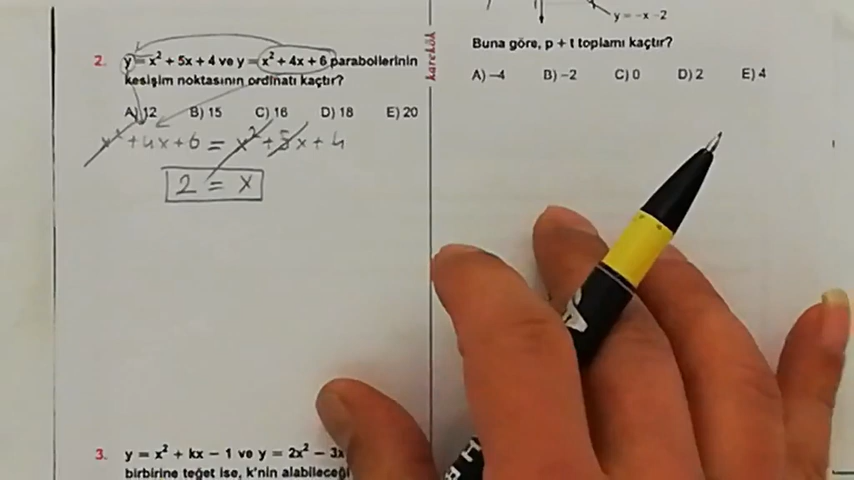 2. y = x² + 5x + 4 ve y = x² + 4x + 6 parabollerinin
kesişim noktasının ordinatı kaçtır?
A) 12 B) 15 C) 16 D) 18 E) 20
x² + 4x + 6 = x² + 5x + 4
2 = x
3. y = x² + kx − 1 ve y = 2x² − 3x
birbirine teğet ise, k'nin alabileceği
karekök
y = −x −2
Buna göre, p + t toplamı kaçtır?
A) −4 B) −2 C) 0 D) 2 E) 4